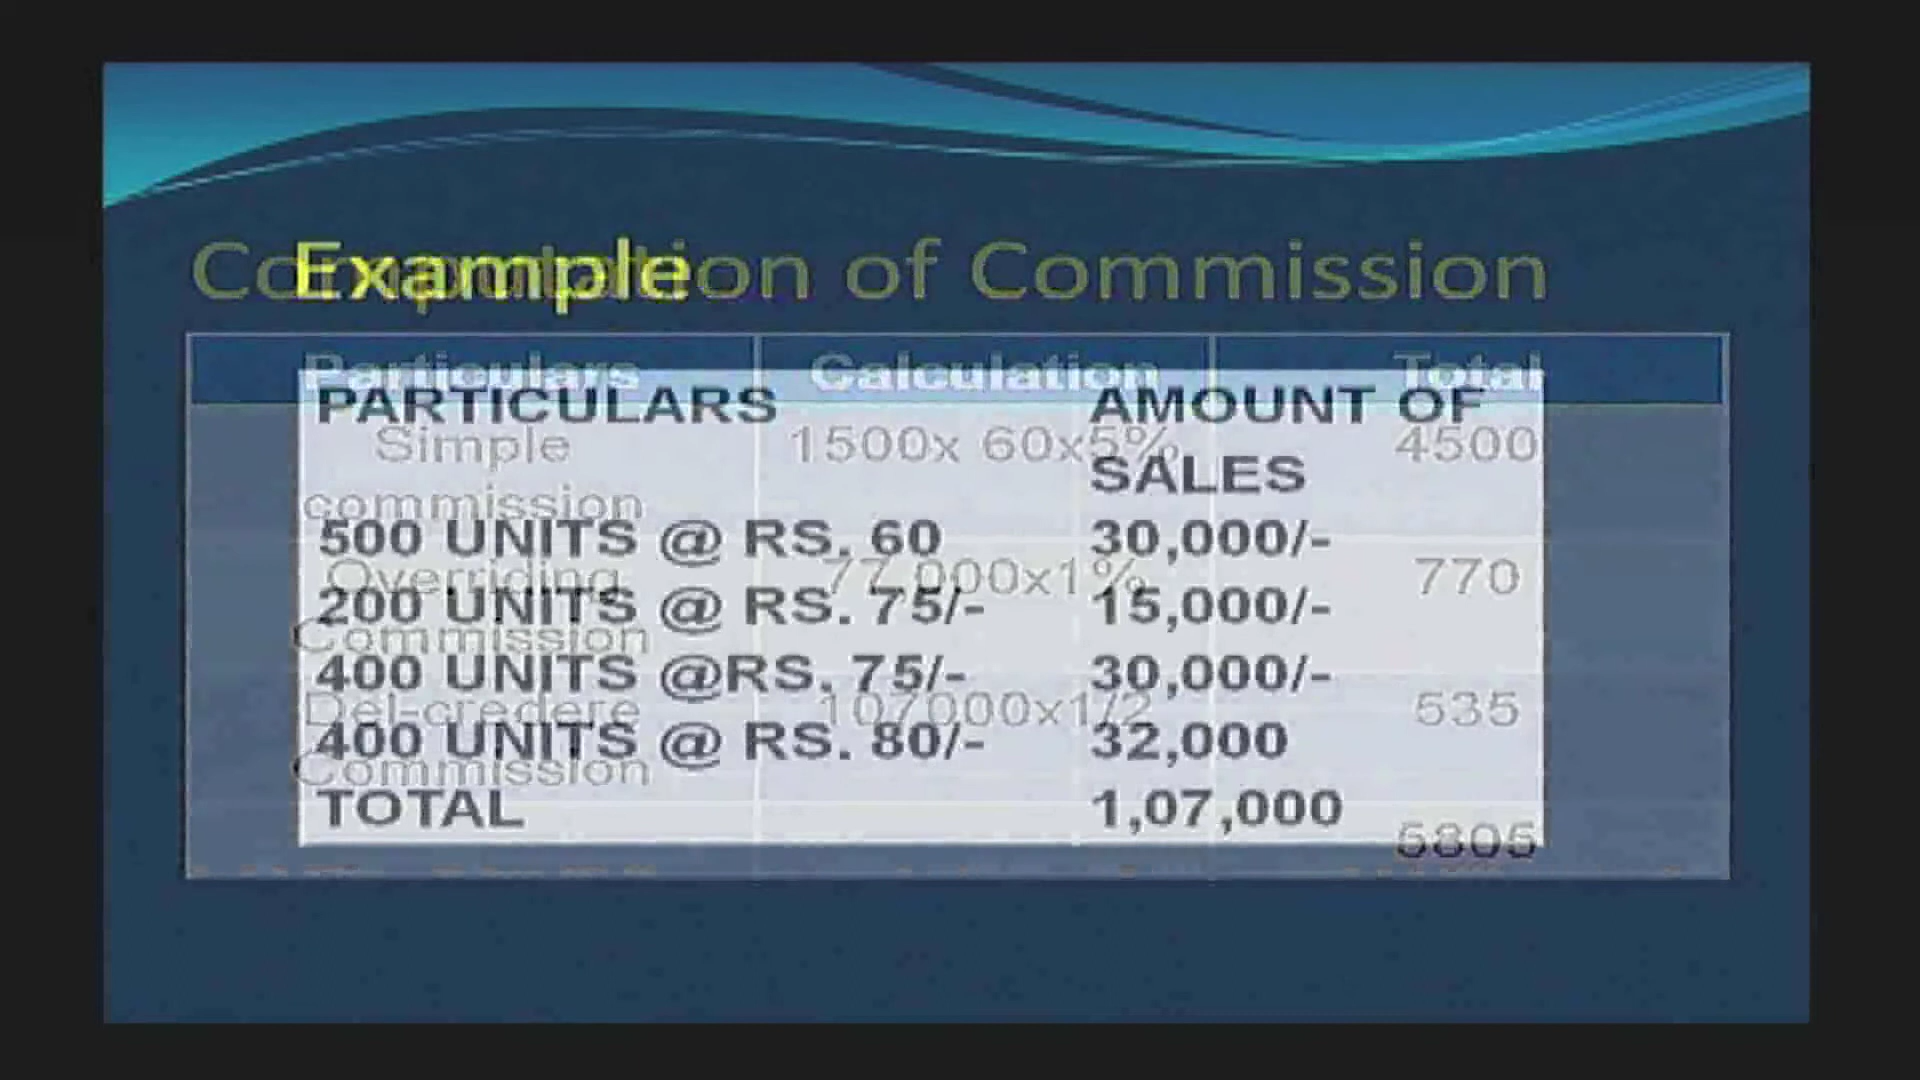 Example
PARTICULARS AMOUNT OF
SALES
500 UNITS @ RS. 60 30,000/-
200 UNITS @ RS. 75/- 15,000/-
400 UNITS @RS. 75/- 30,000/-
400 UNITS @ RS. 80/- 32,000
TOTAL 1,07,000
Computation of Commission
Particulars Calculation Total
Simple 1500x 60x5% 4500
commission
Overriding 77,000x1% 770
Commission
Del-credere 107000x1/2 535
Commission
5805